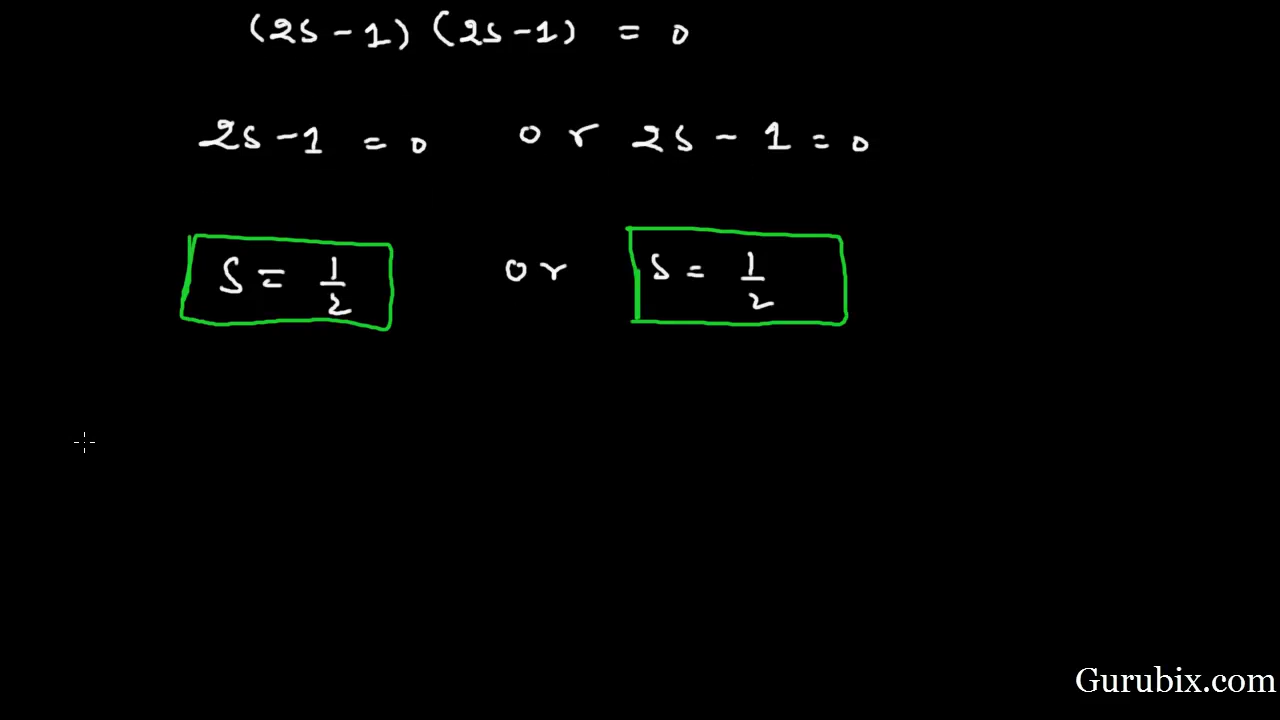 (2s - 1) (2s - 1) = 0
2s - 1 = 0 or 2s - 1 = 0
s = 1/2 or s = 1/2
Gurubix.com